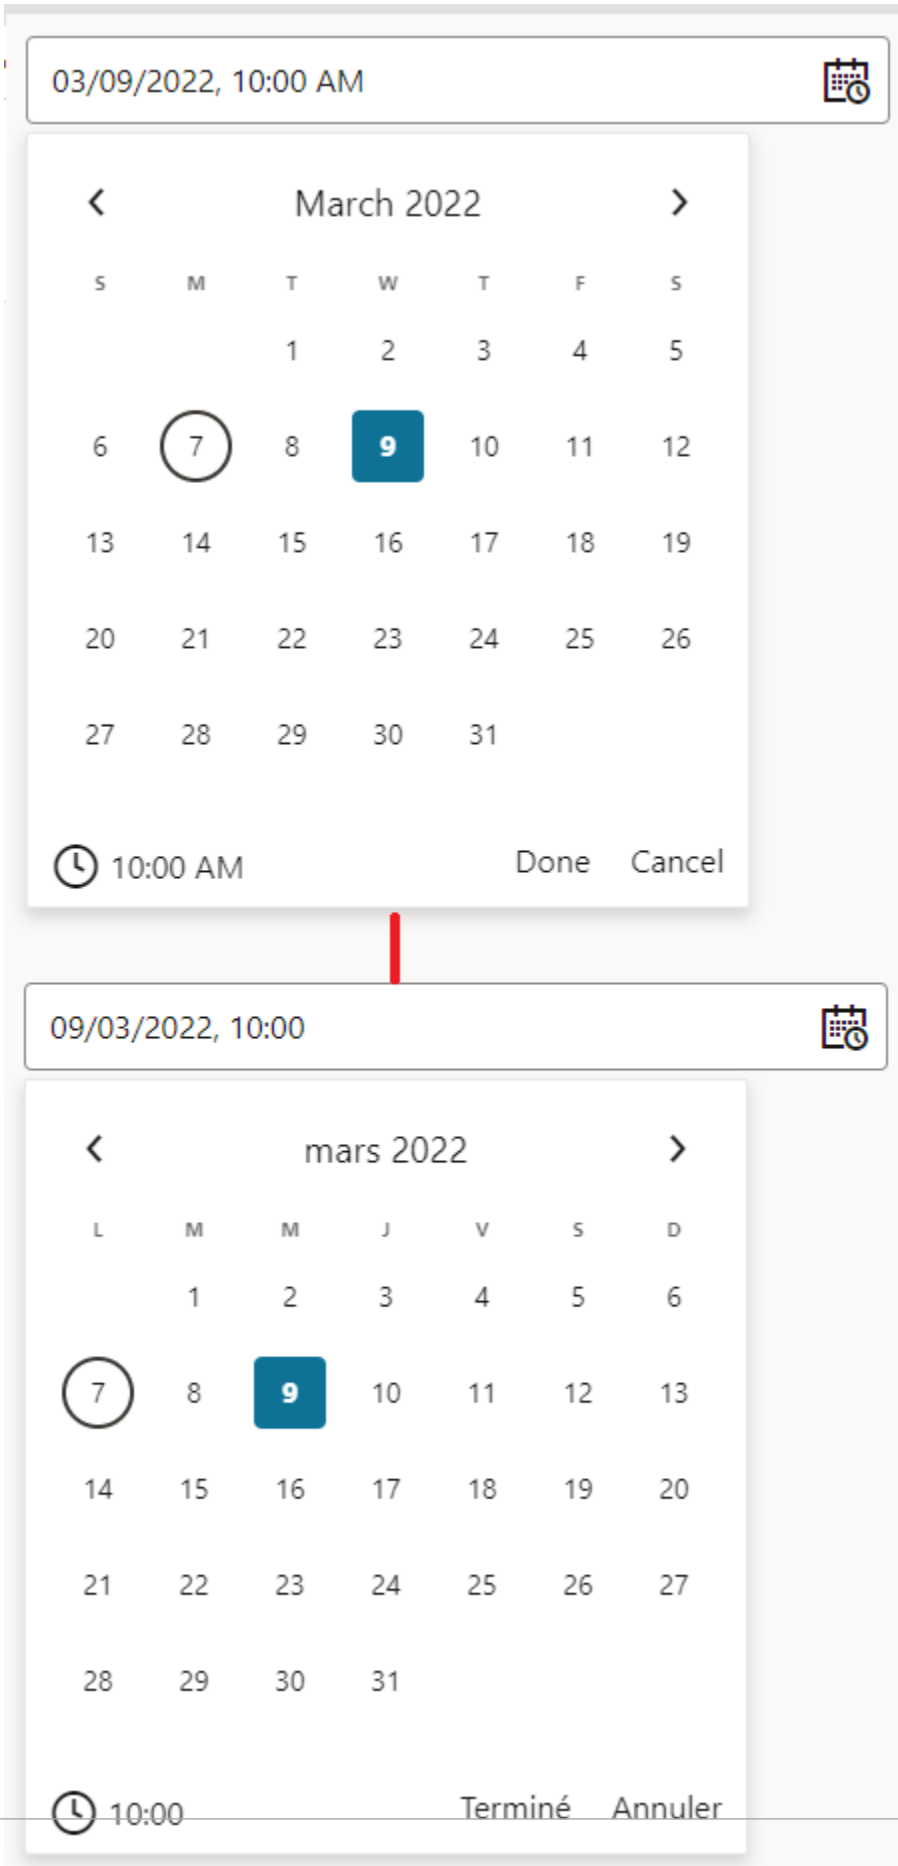 03/09/2022, 10:00 AM
March 2022
S M T W T F S
1 2 3 4 5
6 7 8 9 10 11 12
13 14 15 16 17 18 19
20 21 22 23 24 25 26
27 28 29 30 31
10:00 AM Done Cancel
09/03/2022, 10:00
mars 2022
L M M J V S D
1 2 3 4 5 6
7 8 9 10 11 12 13
14 15 16 17 18 19 20
21 22 23 24 25 26 27
28 29 30 31
10:00 Terminé Annuler